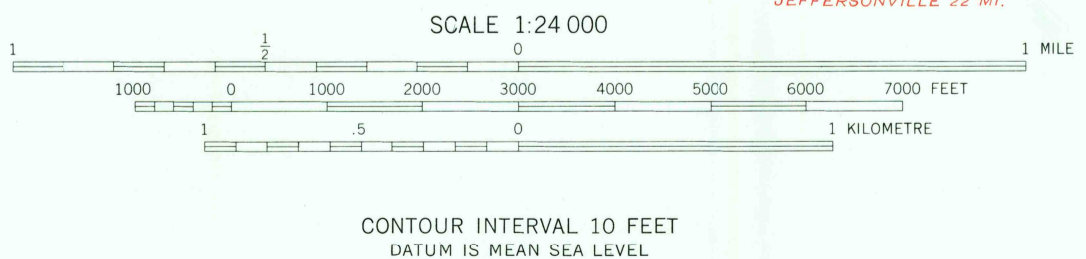 JEFFERSONVILLE 22 MI.
SCALE 1:24 000
1 1/2 0 1 MILE
1000 0 1000 2000 3000 4000 5000 6000 7000 FEET
1 .5 0 1 KILOMETRE
CONTOUR INTERVAL 10 FEET
DATUM IS MEAN SEA LEVEL